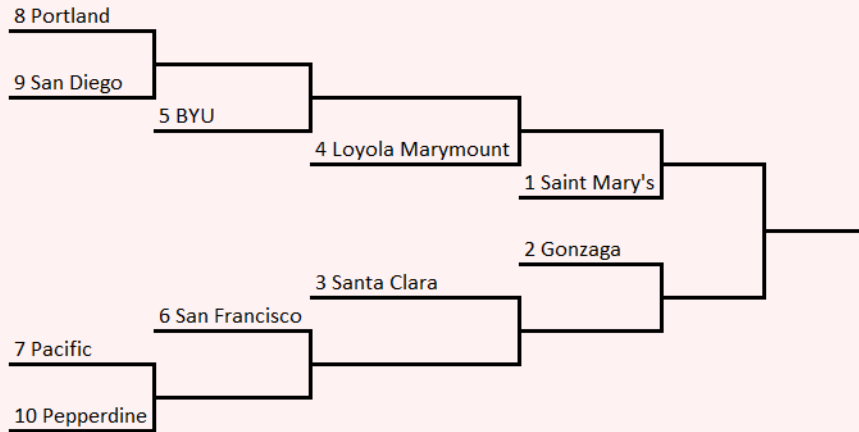 8 Portland
9 San Diego
5 BYU
4 Loyola Marymount
1 Saint Mary's
2 Gonzaga
3 Santa Clara
6 San Francisco
7 Pacific
10 Pepperdine